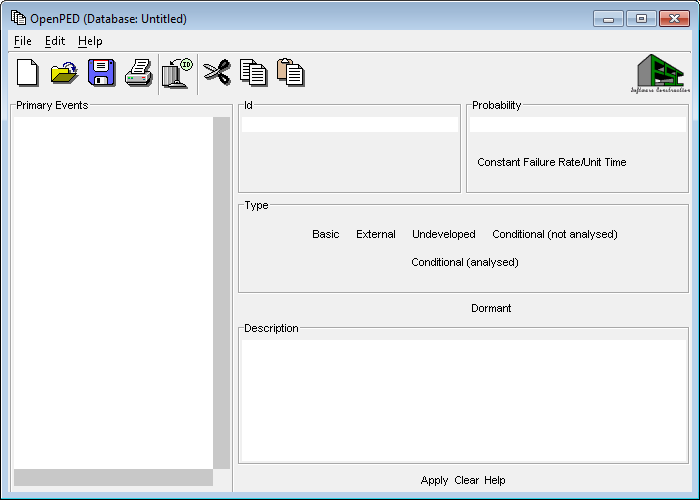 OpenPED (Database: Untitled)
File Edit Help
IO
Software Construction
Primary Events
Id
Probability
Constant Failure Rate/Unit Time
Type
Basic External Undeveloped Conditional (not analysed)
Conditional (analysed)
Dormant
Description
Apply Clear Help